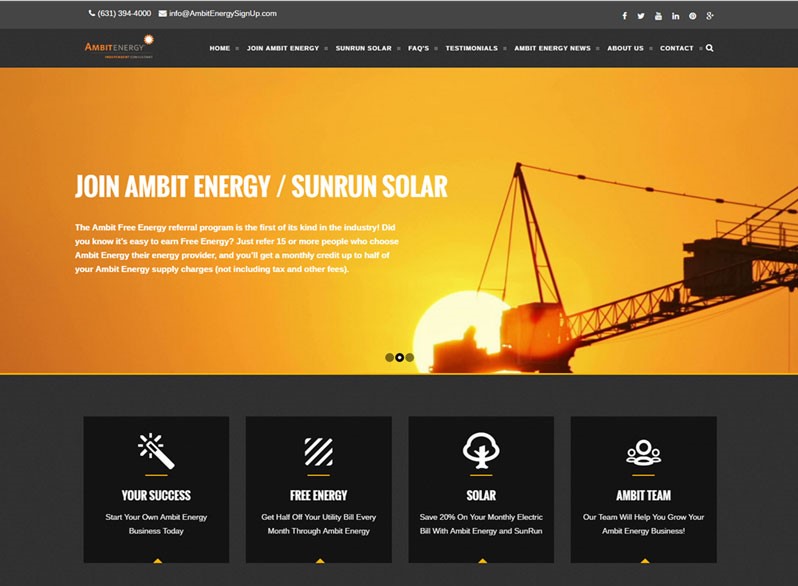 (631) 394-4000 info@AmbitEnergySignUp.com
AMBITENERGY
INDEPENDENT CONSULTANT
HOME JOIN AMBIT ENERGY SUNRUN SOLAR FAQ'S TESTIMONIALS AMBIT ENERGY NEWS ABOUT US CONTACT
JOIN AMBIT ENERGY / SUNRUN SOLAR
The Ambit Free Energy referral program is the first of its kind in the industry! Did
you know it's easy to earn Free Energy? Just refer 15 or more people who choose
Ambit Energy their energy provider, and you'll get a monthly credit up to half of
your Ambit Energy supply charges (not including tax and other fees).
YOUR SUCCESS
Start Your Own Ambit Energy
Business Today
FREE ENERGY
Get Half Off Your Utility Bill Every
Month Through Ambit Energy
SOLAR
Save 20% On Your Monthly Electric
Bill With Ambit Energy and SunRun
AMBIT TEAM
Our Team Will Help You Grow Your
Ambit Energy Business!